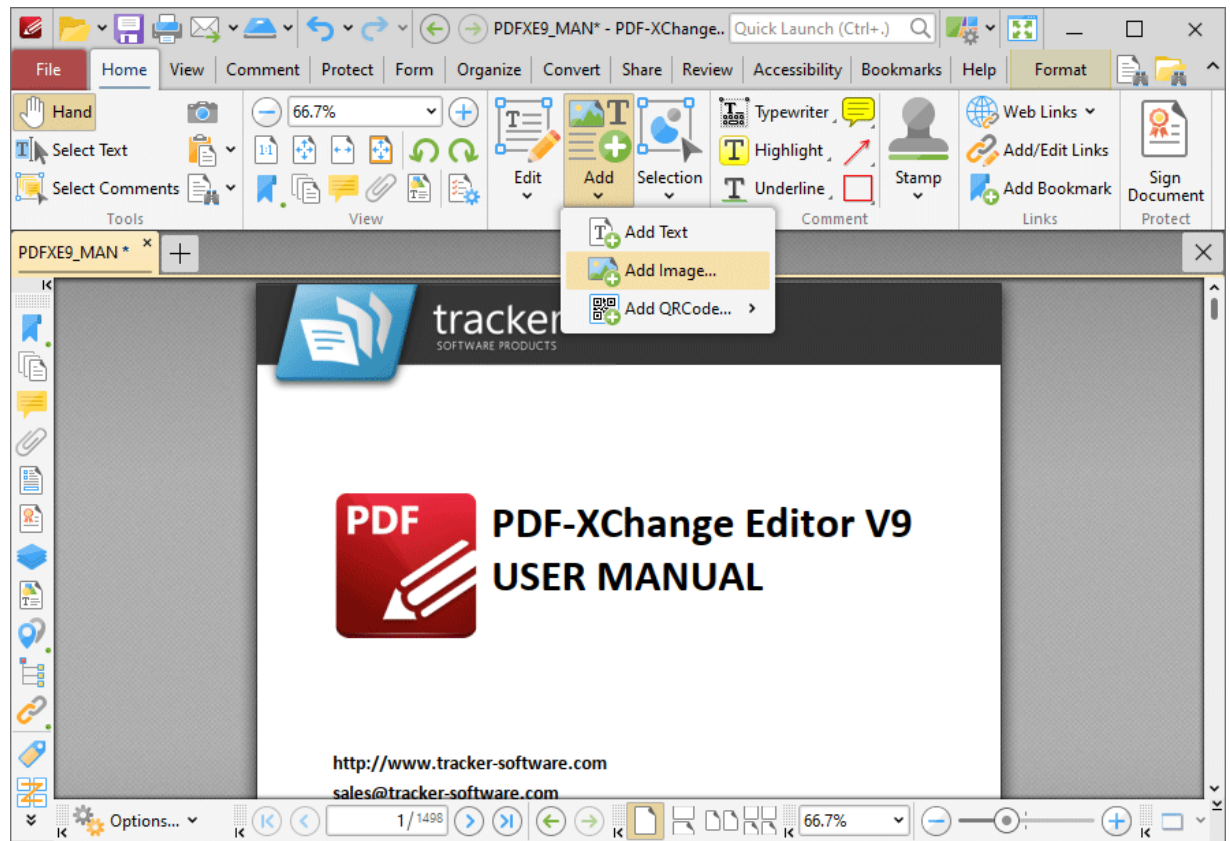 PDFXE9_MAN* - PDF-XChange.. Quick Launch (Ctrl+.)
File Home View Comment Protect Form Organize Convert Share Review Accessibility Bookmarks Help Format
Hand 66.7% Typewriter Web Links
Select Text Highlight Add/Edit Links
Select Comments Edit Add Selection Underline Stamp Add Bookmark Sign Document
Tools View Comment Links Protect
PDFXE9_MAN *
Add Text
Add Image...
Add QRCode...
tracker
SOFTWARE PRODUCTS
PDF
PDF-XChange Editor V9
USER MANUAL
http://www.tracker-software.com
sales@tracker-software.com
Options... 1/1498 66.7%